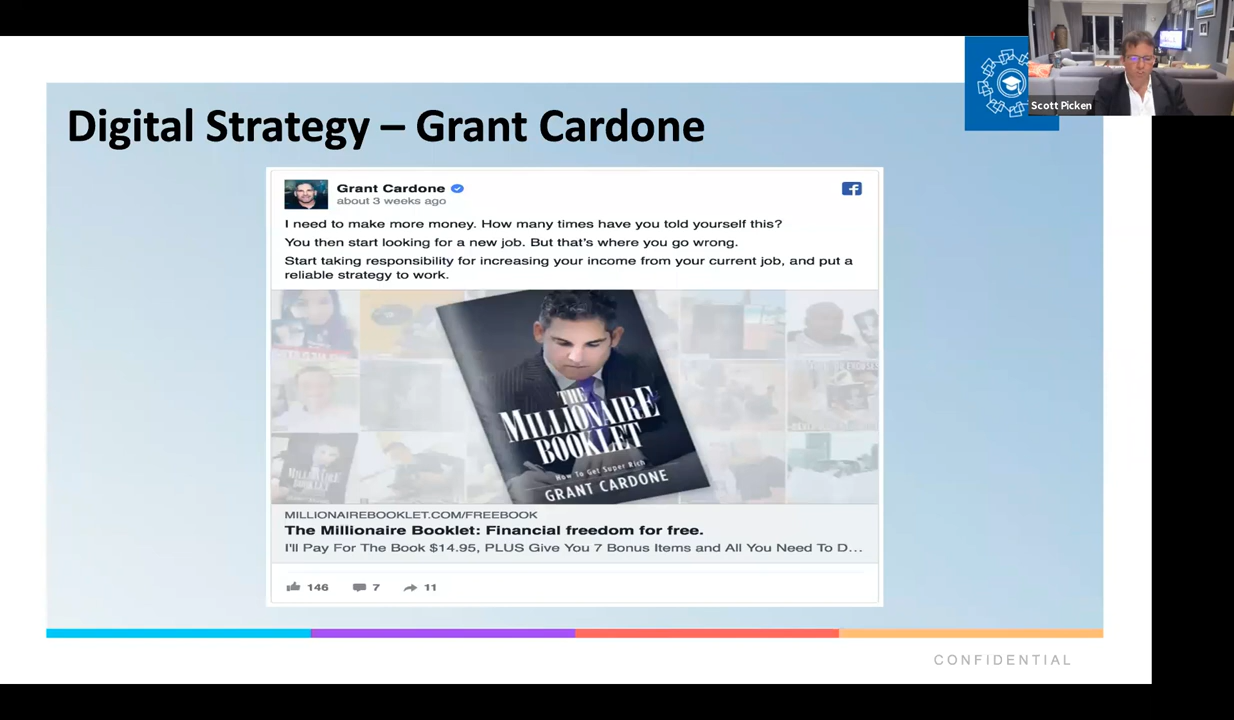 Scott Picken
Digital Strategy – Grant Cardone
Grant Cardone
about 3 weeks ago
I need to make more money. How many times have you told yourself this?
You then start looking for a new job. But that's where you go wrong.
Start taking responsibility for increasing your income from your current job, and put a
reliable strategy to work.
THE
MILLIONAIRE
BOOKLET
How To Get Super Rich
GRANT CARDONE
MILLIONAIREBOOKLET.COM/FREEBOOK
The Millionaire Booklet: Financial freedom for free.
I'll Pay For The Book $14.95, PLUS Give You 7 Bonus Items and All You Need To D...
146 7 11
CONFIDENTIAL